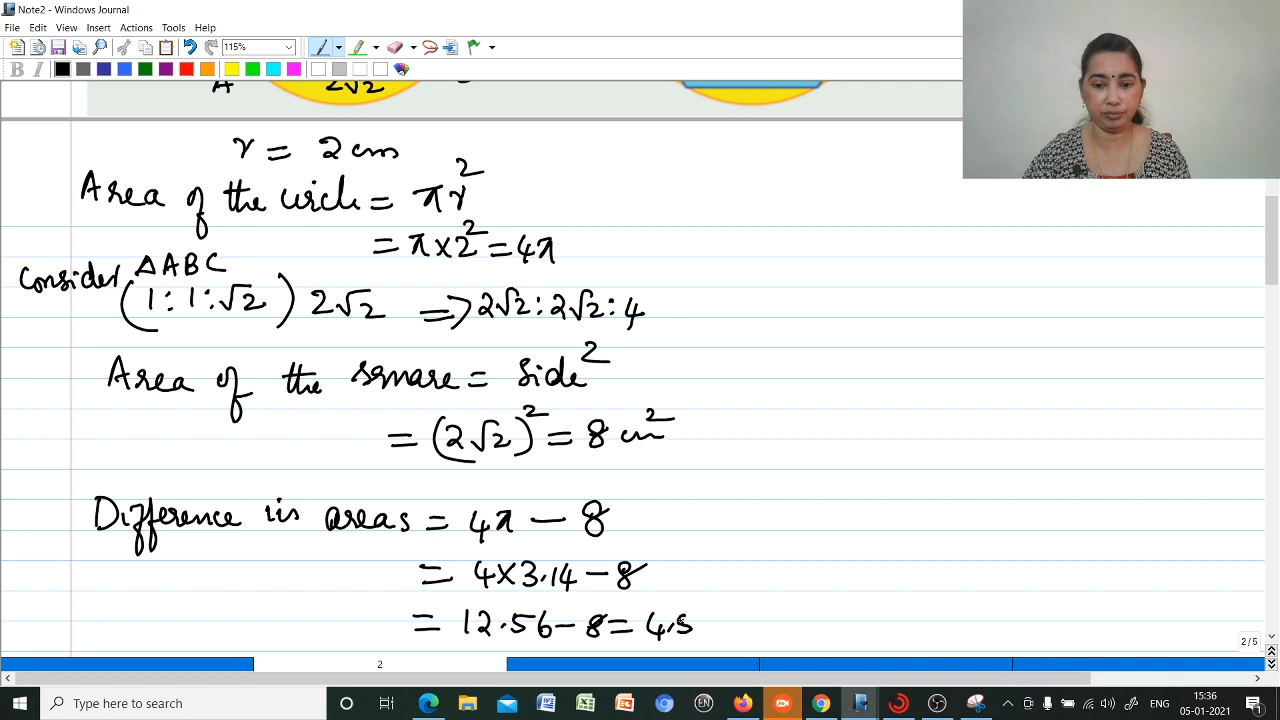 Note2 - Windows Journal
File Edit View Insert Actions Tools Help
115%
B I
A 2√2
r = 2 cm
Area of the circle = πr²
= π×2² = 4π
Consider △ABC
(1:1:√2) 2√2 => 2√2:2√2:4
Area of the square = Side²
= (2√2)² = 8 cm²
Difference in areas = 4π – 8
= 4×3.14 – 8
= 12.56 – 8 = 4.5
2/5
2
Type here to search
ENG
15:36
05-01-2021